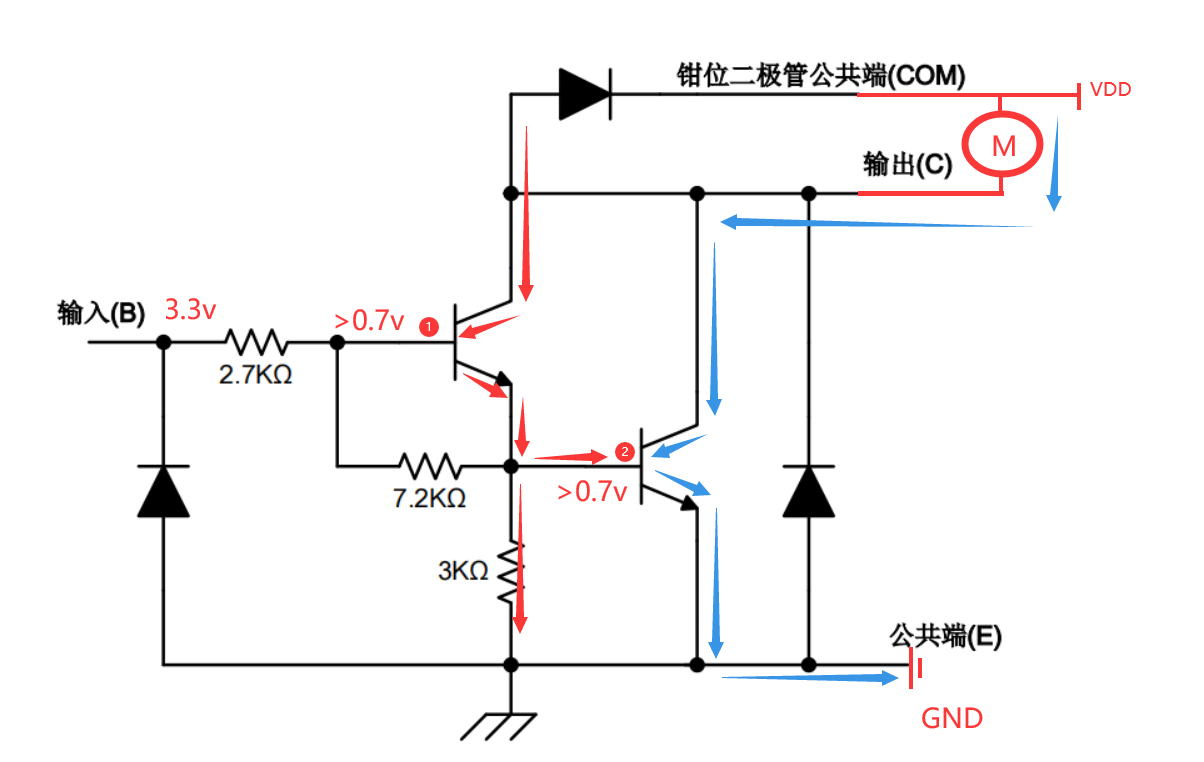 钳位二极管公共端(COM)
VDD
M
输出(C)
输入(B)
3.3v
>0.7v
1
2.7KΩ
2
7.2KΩ
>0.7v
3KΩ
公共端(E)
GND